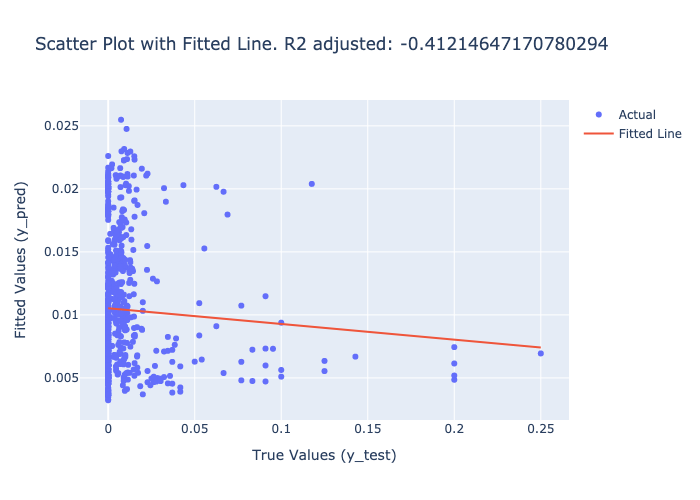 Scatter Plot with Fitted Line. R2 adjusted: -0.41214647170780294
Actual
Fitted Line
Fitted Values (y_pred)
0.025
0.02
0.015
0.01
0.005
0 0.05 0.1 0.15 0.2 0.25
True Values (y_test)